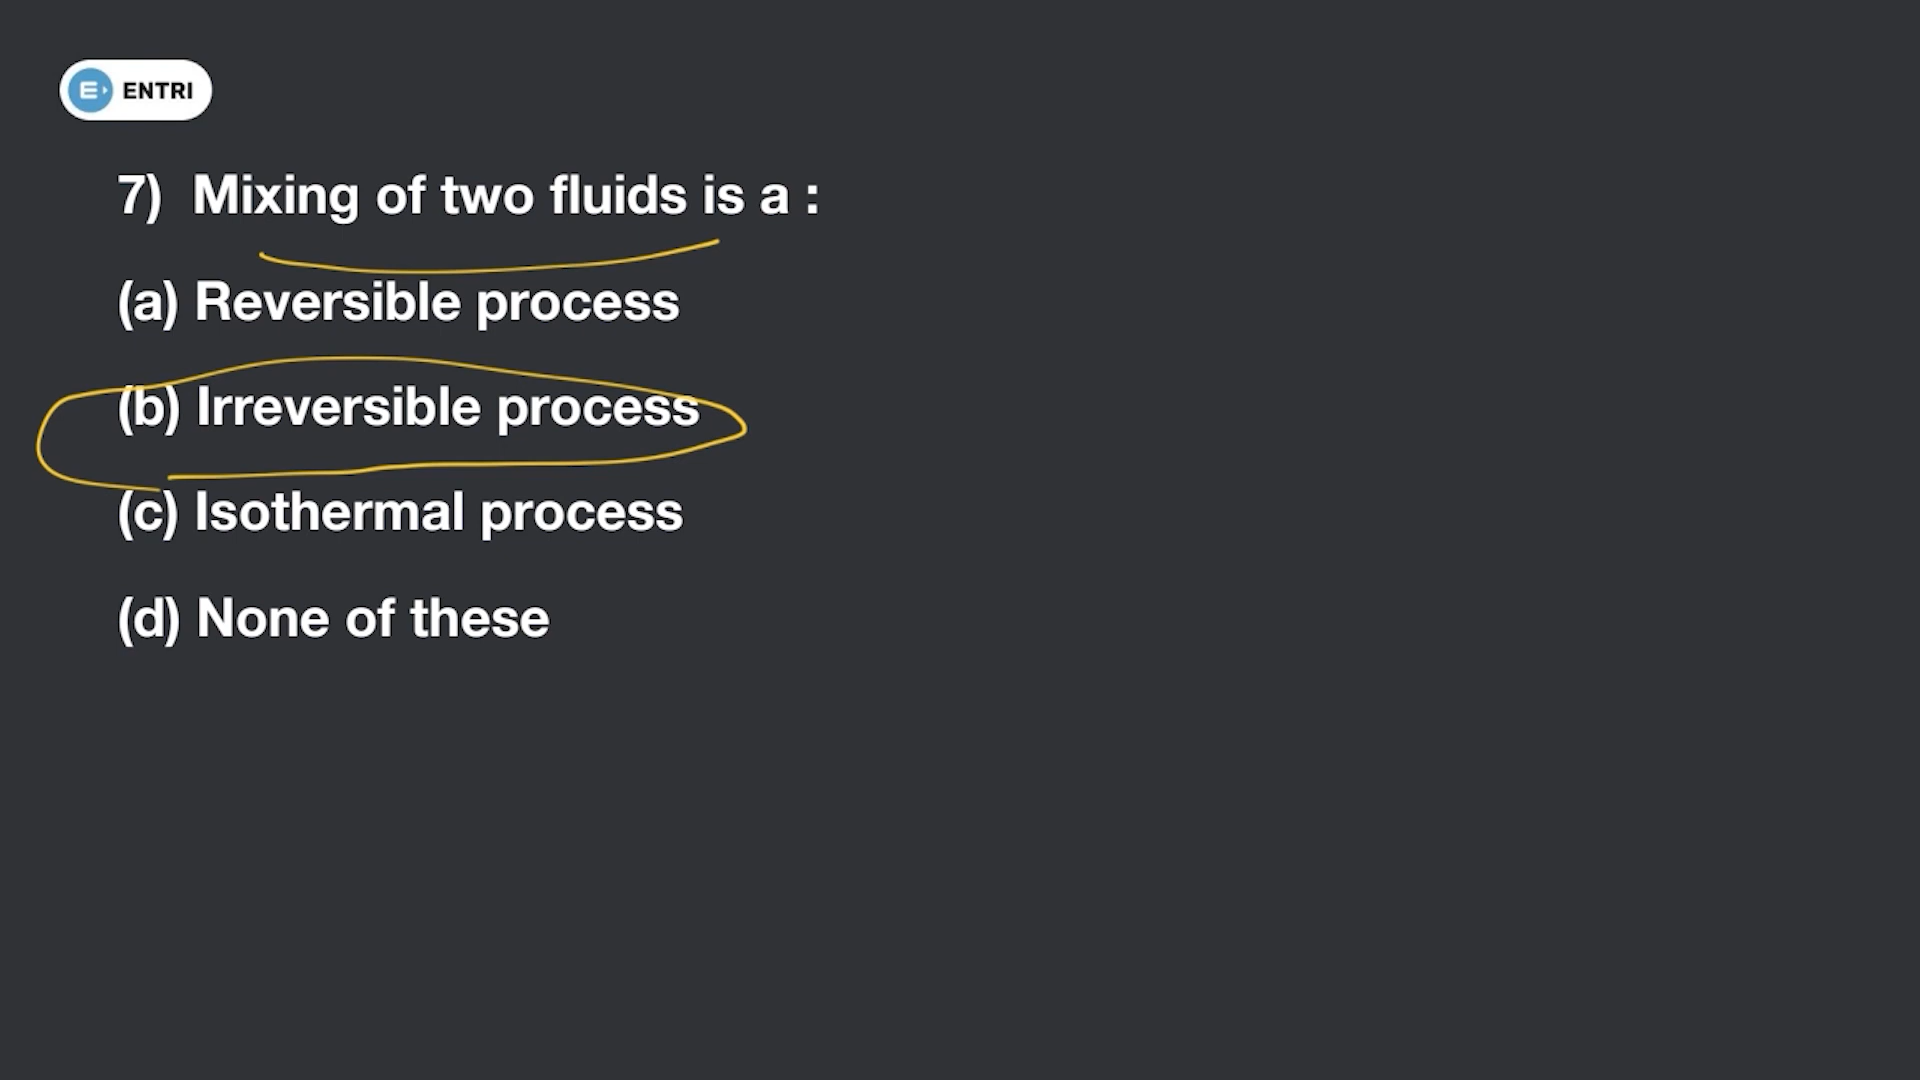 ENTRI
7) Mixing of two fluids is a :
(a) Reversible process
(b) Irreversible process
(c) Isothermal process
(d) None of these